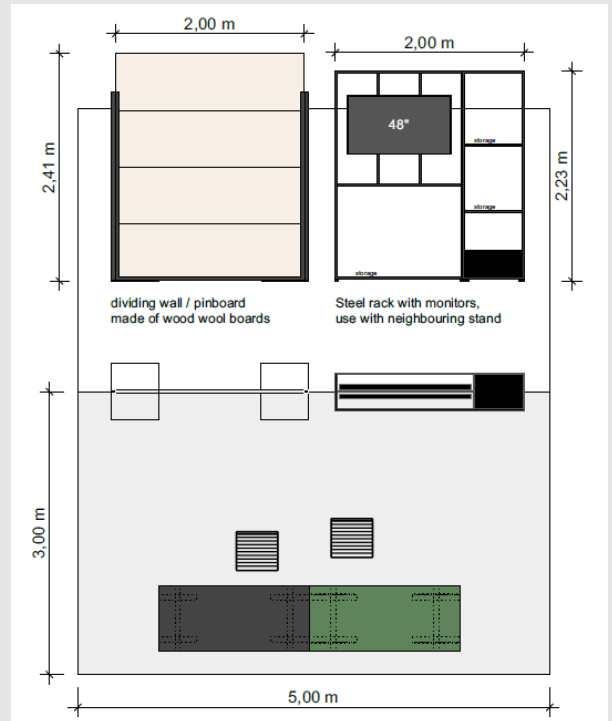 2,00 m
2,00 m
2,41 m
48"
storage
storage
storage
2,23 m
dividing wall / pinboard
made of wood wool boards
Steel rack with monitors,
use with neighbouring stand
3,00 m
5,00 m